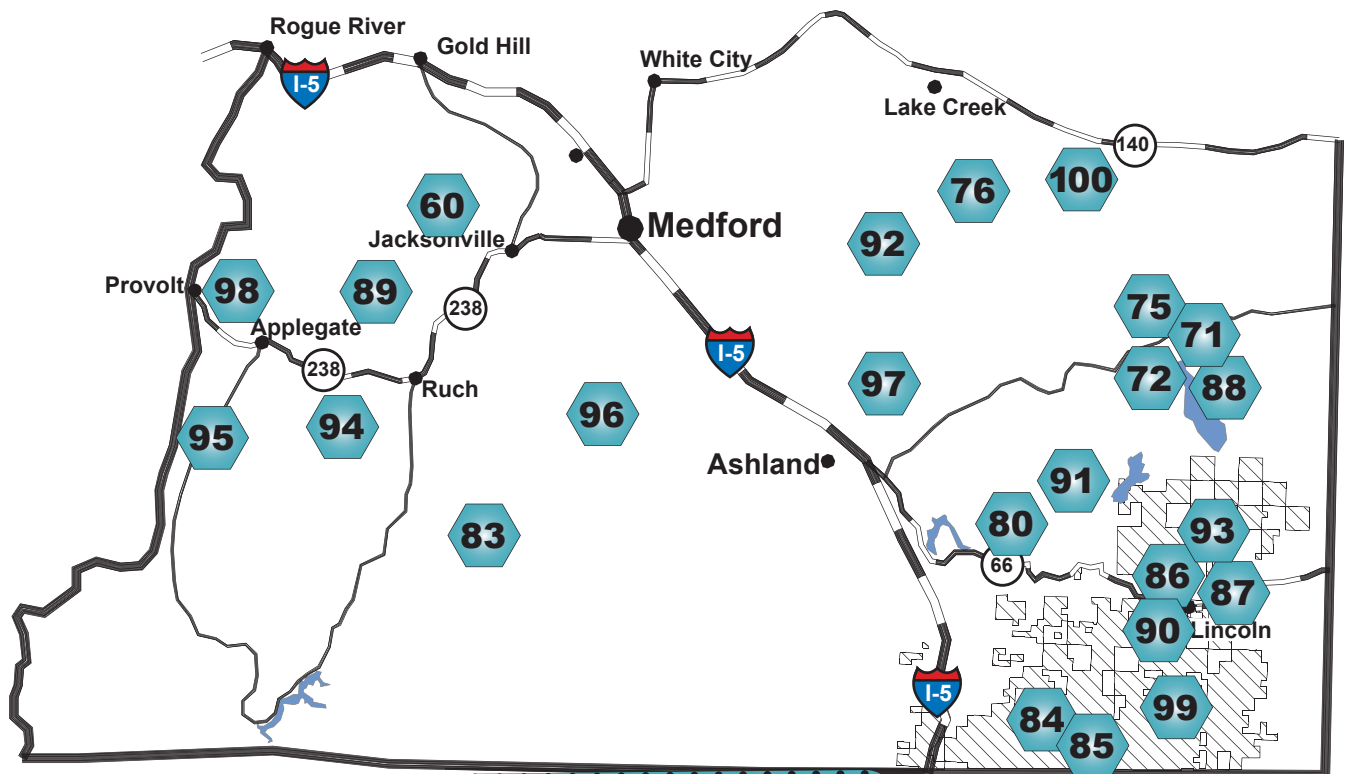 Rogue River
Gold Hill
I-5
White City
Lake Creek
140
100
76
60
92
Medford
Jacksonville
Provolt
98
89
238
75
71
Applegate
238
I-5
72
88
97
Ruch
96
94
95
Ashland
91
80
93
83
66
86
87
90
Lincoln
I-5
84
99
85